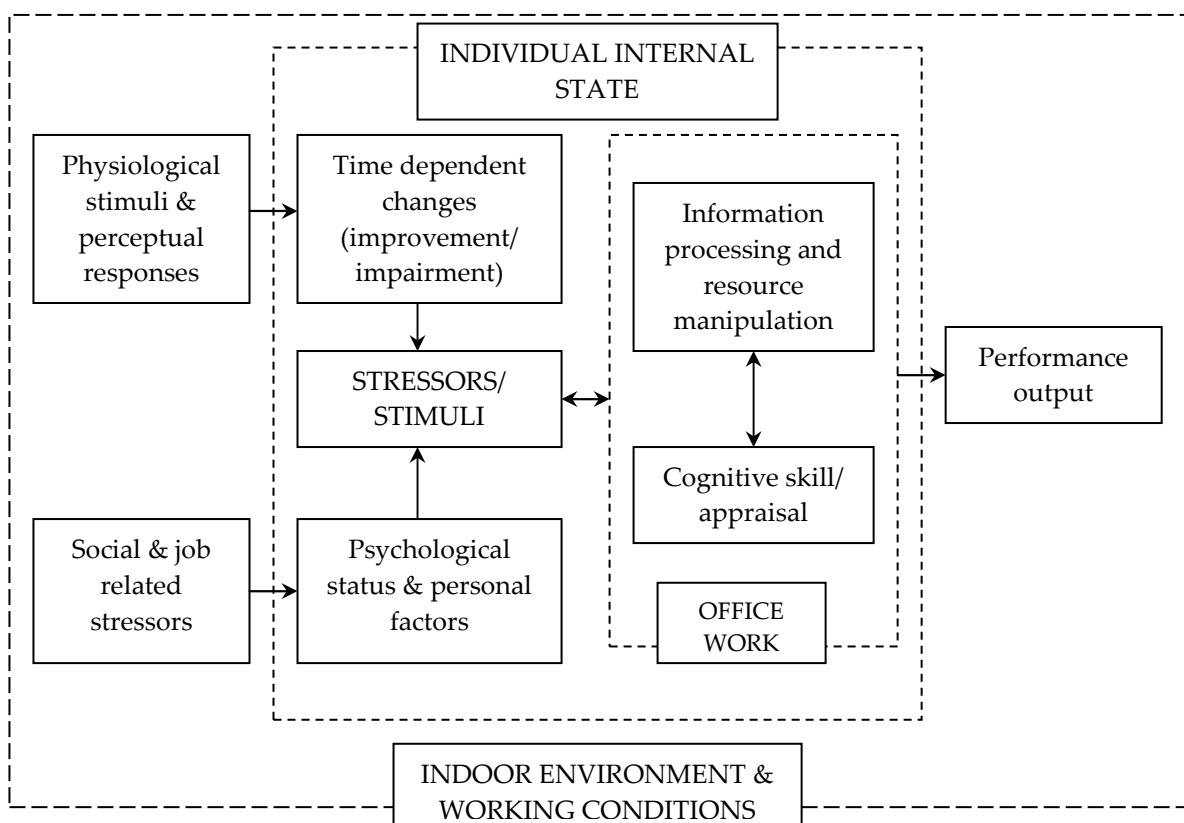 INDIVIDUAL INTERNAL
STATE
Physiological
stimuli &
perceptual
responses
Time dependent
changes
(improvement/
impairment)
Information
processing and
resource
manipulation
STRESSORS/
STIMULI
Performance
output
Cognitive skill/
appraisal
Social & job
related
stressors
Psychological
status & personal
factors
OFFICE
WORK
INDOOR ENVIRONMENT &
WORKING CONDITIONS